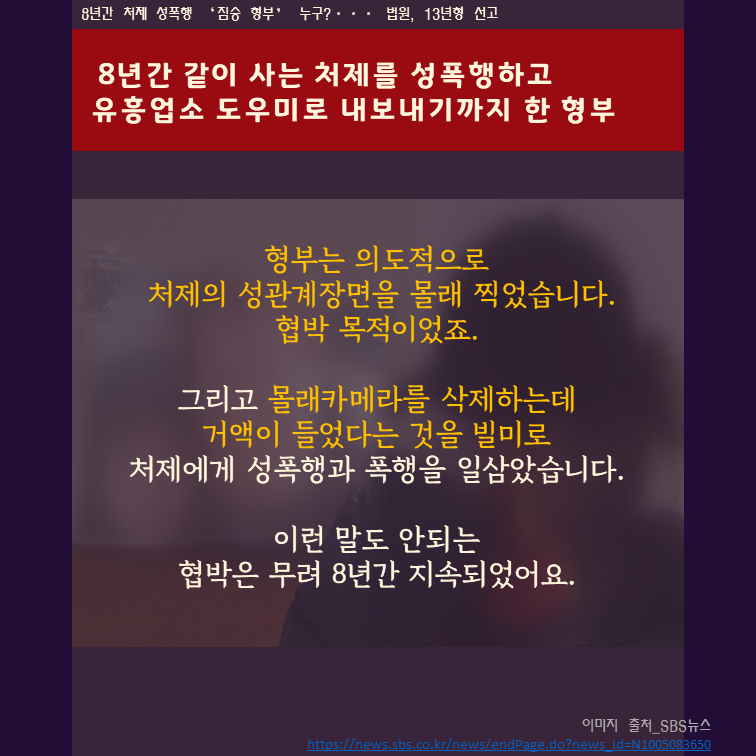 8년간 처제 성폭행 '짐승 형부' 누구?··· 법원, 13년형 선고
8년간 같이 사는 처제를 성폭행하고
유흥업소 도우미로 내보내기까지 한 형부
형부는 의도적으로
처제의 성관계장면을 몰래 찍었습니다.
협박 목적이었죠.
그리고 몰래카메라를 삭제하는데
거액이 들었다는 것을 빌미로
처제에게 성폭행과 폭행을 일삼았습니다.
이런 말도 안되는
협박은 무려 8년간 지속되었어요.
이미지 출처_SBS뉴스
https://news.sbs.co.kr/news/endPage.do?news_id=N1005083650